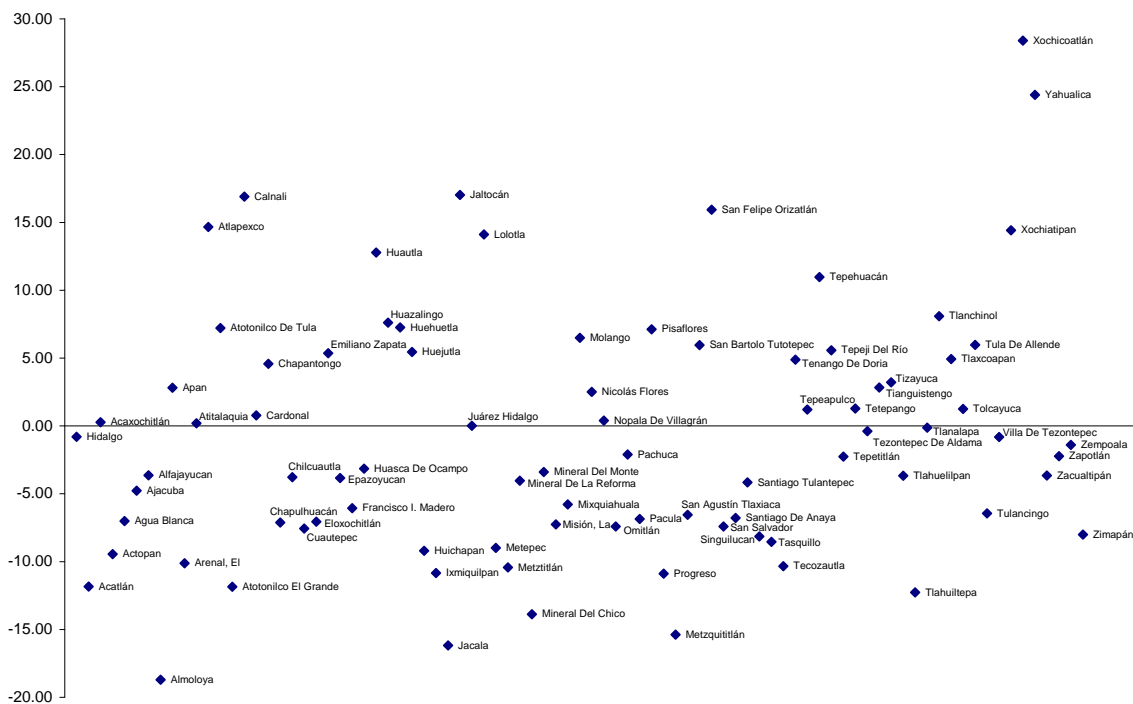 30.00
Xochicoatlán
25.00
Yahualica
20.00
Calnali
Jaltocán
San Felipe Orizatlán
15.00
Atlapexco
Lolotla
Xochiatipan
Huautla
Tepehuacán
10.00
Huazalingo
Tlanchinol
Atotonilco De Tula
Huehuetla
Pisaflores
Molango
Emiliano Zapata
Huejutla
San Bartolo Tutotepec
Tepeji Del Río
Tula De Allende
5.00
Chapantongo
Tenango De Doria
Tlaxcoapan
Tizayuca
Apan
Tianguistengo
Nicolás Flores
Tepeapulco
Acaxochitlán
Atitalaquia
Cardonal
Juárez Hidalgo
Nopala De Villagrán
Tetepango
Tolcayuca
0.00
Hidalgo
Tlanalapa
Villa De Tezontepec
Tezontepec De Aldama
Zempoala
Pachuca
Tepetitlán
Zapotlán
Chilcuautla
Huasca De Ocampo
Mineral Del Monte
Alfajayucan
Epazoyucan
Mineral De La Reforma
Santiago Tulantepec
Tlahuelilpan
Zacualtipán
Ajacuba
-5.00
Chapulhuacán
Francisco I. Madero
Mixquiahuala
San Agustín Tlaxiaca
Agua Blanca
Eloxochitlán
Misión, La
Pacula
Santiago De Anaya
Tulancingo
Cuautepec
Omitlán
San Salvador
Singuilucan
Tasquillo
Zimapán
Actopan
Huichapan
Metepec
-10.00
Arenal, El
Metztitlán
Tecozautla
Ixmiquilpan
Progreso
Acatlán
Atotonilco El Grande
Tlahuiltepa
Mineral Del Chico
-15.00
Jacala
Metzquititlán
Almoloya
-20.00